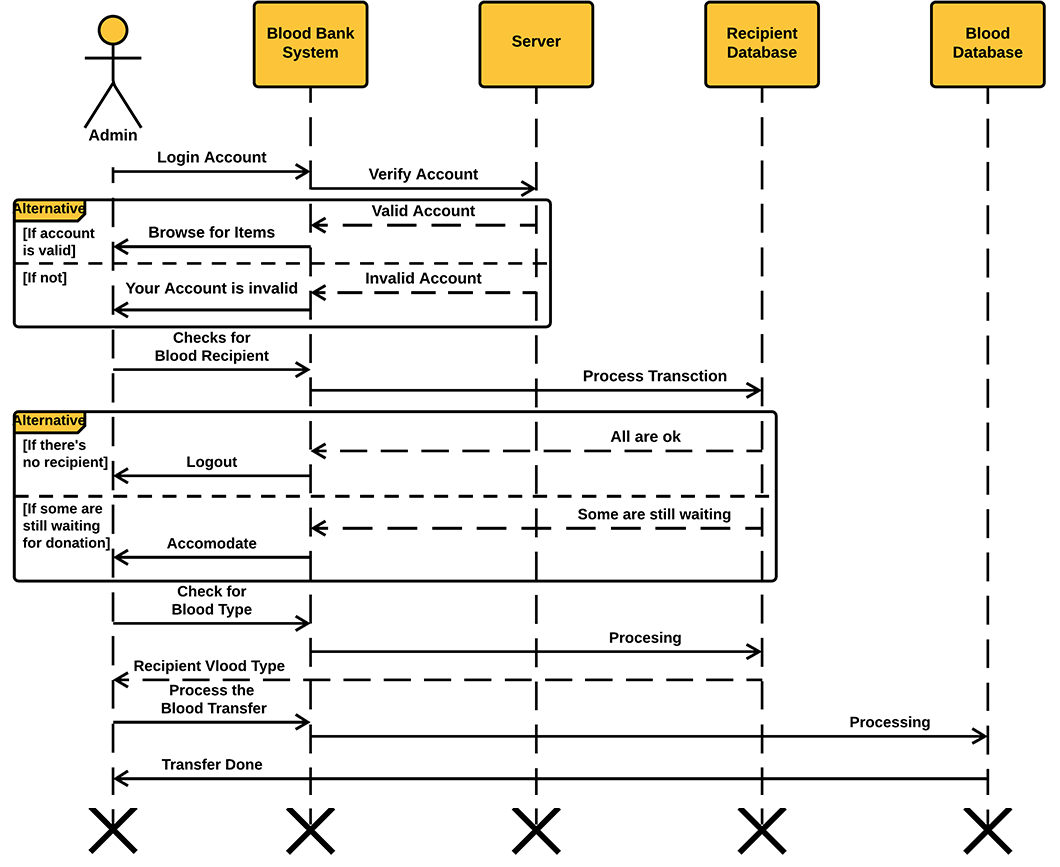 Blood Bank
System
Server
Recipient
Database
Blood
Database
Admin
Login Account
Verify Account
Alternative
Valid Account
[If account
is valid]
Browse for Items
[If not]
Invalid Account
Your Account is invalid
Checks for
Blood Recipient
Process Transction
Alternative
[If there's
no recipient]
All are ok
Logout
[If some are
still waiting
for donation]
Some are still waiting
Accomodate
Check for
Blood Type
Procesing
Recipient Vlood Type
Process the
Blood Transfer
Processing
Transfer Done